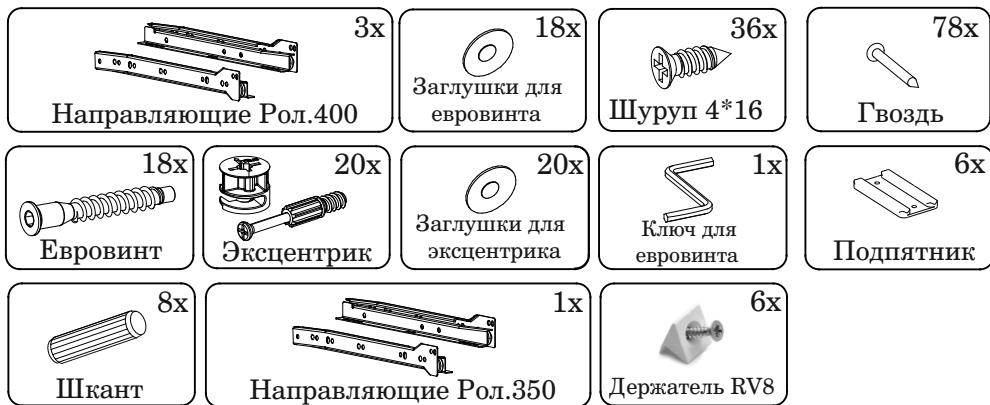 3x
Направляющие Рол.400
18x
Заглушки для
евровинта
36x
Шуруп 4*16
78x
Гвоздь
18x
Евровинт
20x
Эксцентрик
20x
Заглушки для
эксцентрика
1x
Ключ для
евровинта
6x
Подпятник
8x
Шкант
1x
Направляющие Рол.350
6x
Держатель RV8